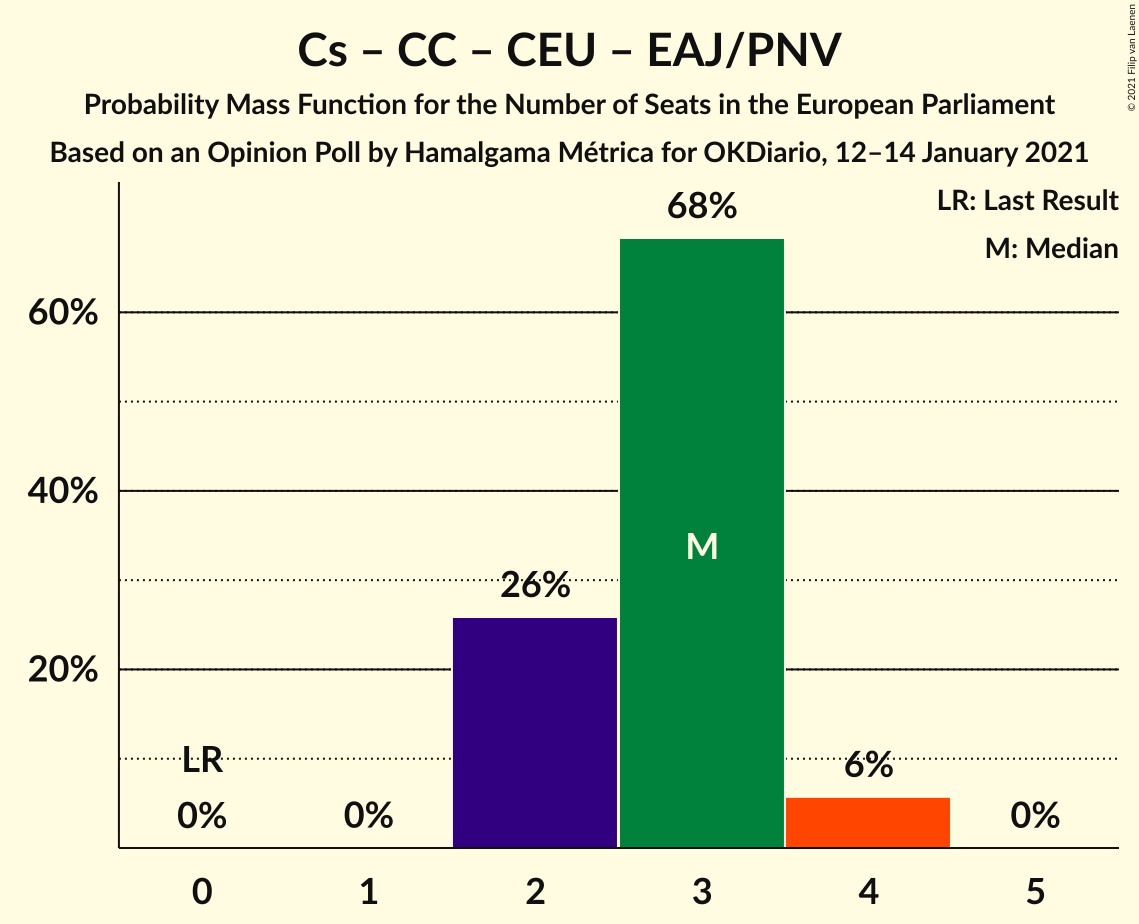 Cs – CC – CEU – EAJ/PNV
Probability Mass Function for the Number of Seats in the European Parliament
Based on an Opinion Poll by Hamalgama Métrica for OKDiario, 12–14 January 2021
© 2021 Filip van Laenen
LR: Last Result
M: Median
68%
60%
40%
M
26%
20%
LR
6%
0%
0%
0%
0 1 2 3 4 5